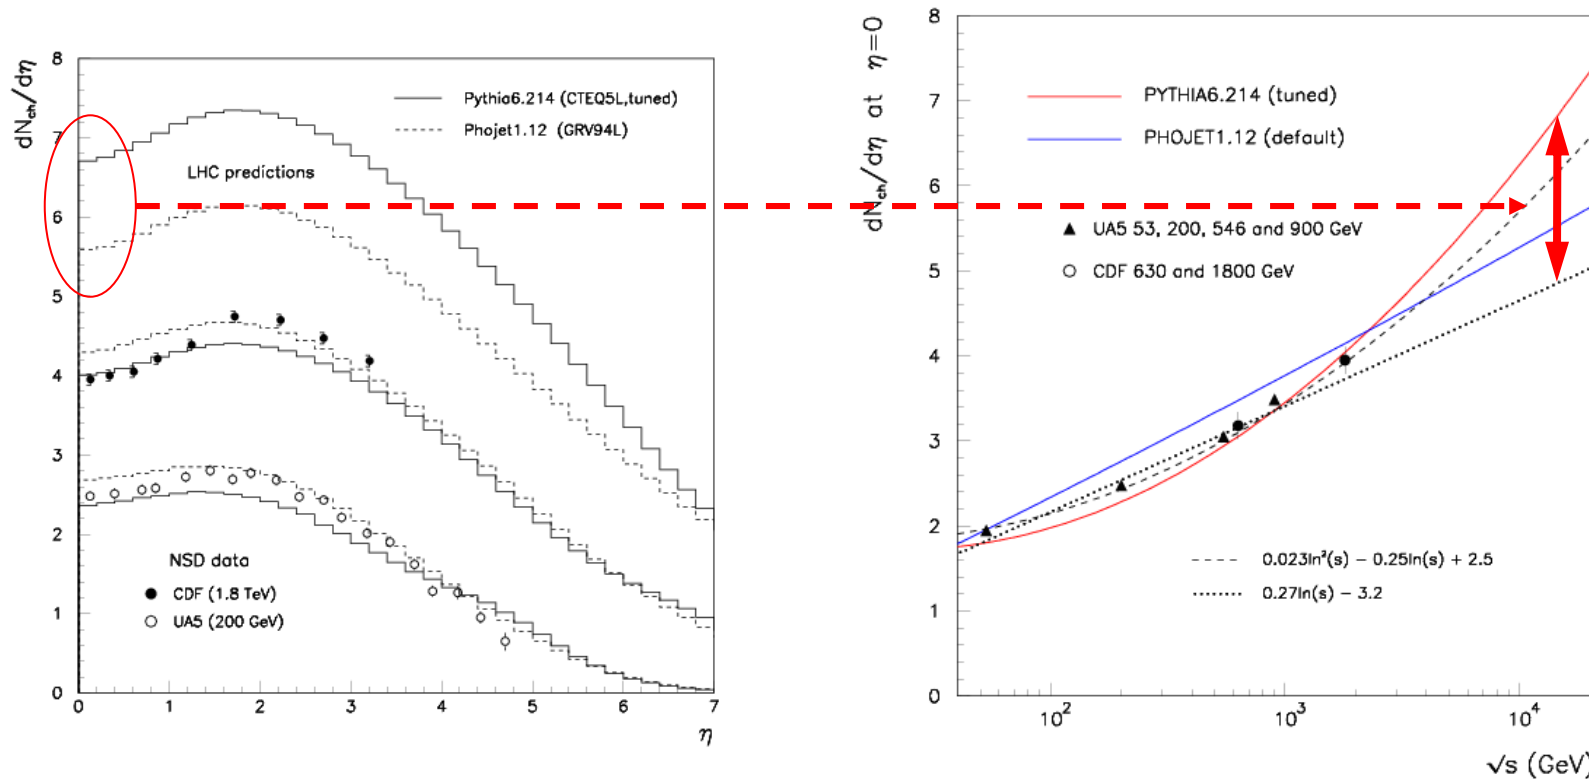 dNch/dη
8
7
6
5
4
3
2
1
0
0 1 2 3 4 5 6 7
η
Pythia6.214 (CTEQ5L,tuned)
Phojet1.12 (GRV94L)
LHC predictions
NSD data
CDF (1.8 TeV)
UA5 (200 GeV)
dNch/dη at η=0
8
7
6
5
4
3
2
1
0
10² 10³ 10⁴
√s (GeV)
PYTHIA6.214 (tuned)
PHOJET1.12 (default)
UA5 53, 200, 546 and 900 GeV
CDF 630 and 1800 GeV
0.023ln²(s) − 0.25ln(s) + 2.5
0.27ln(s) − 3.2